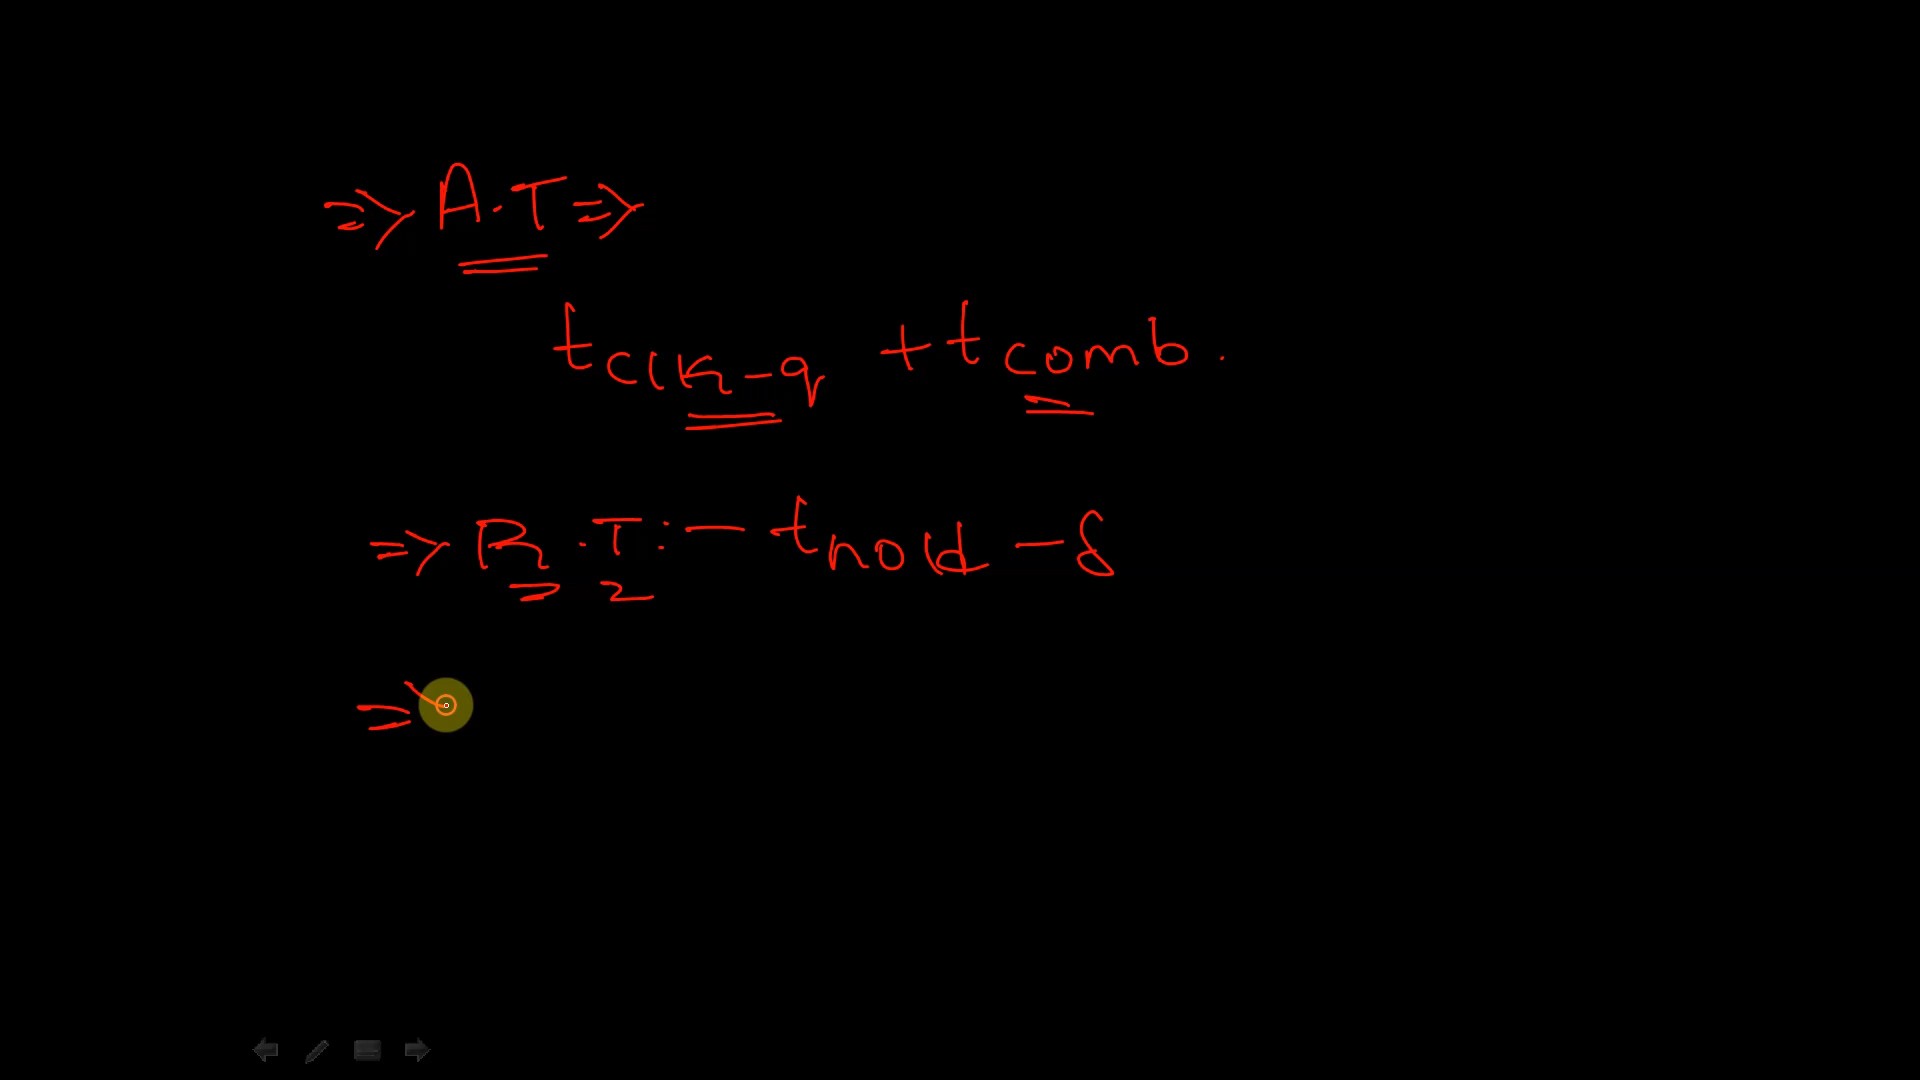 ⇒ A.T ⇒
tclk-q + tcomb.
⇒ R.T: - thold - δ
⇒